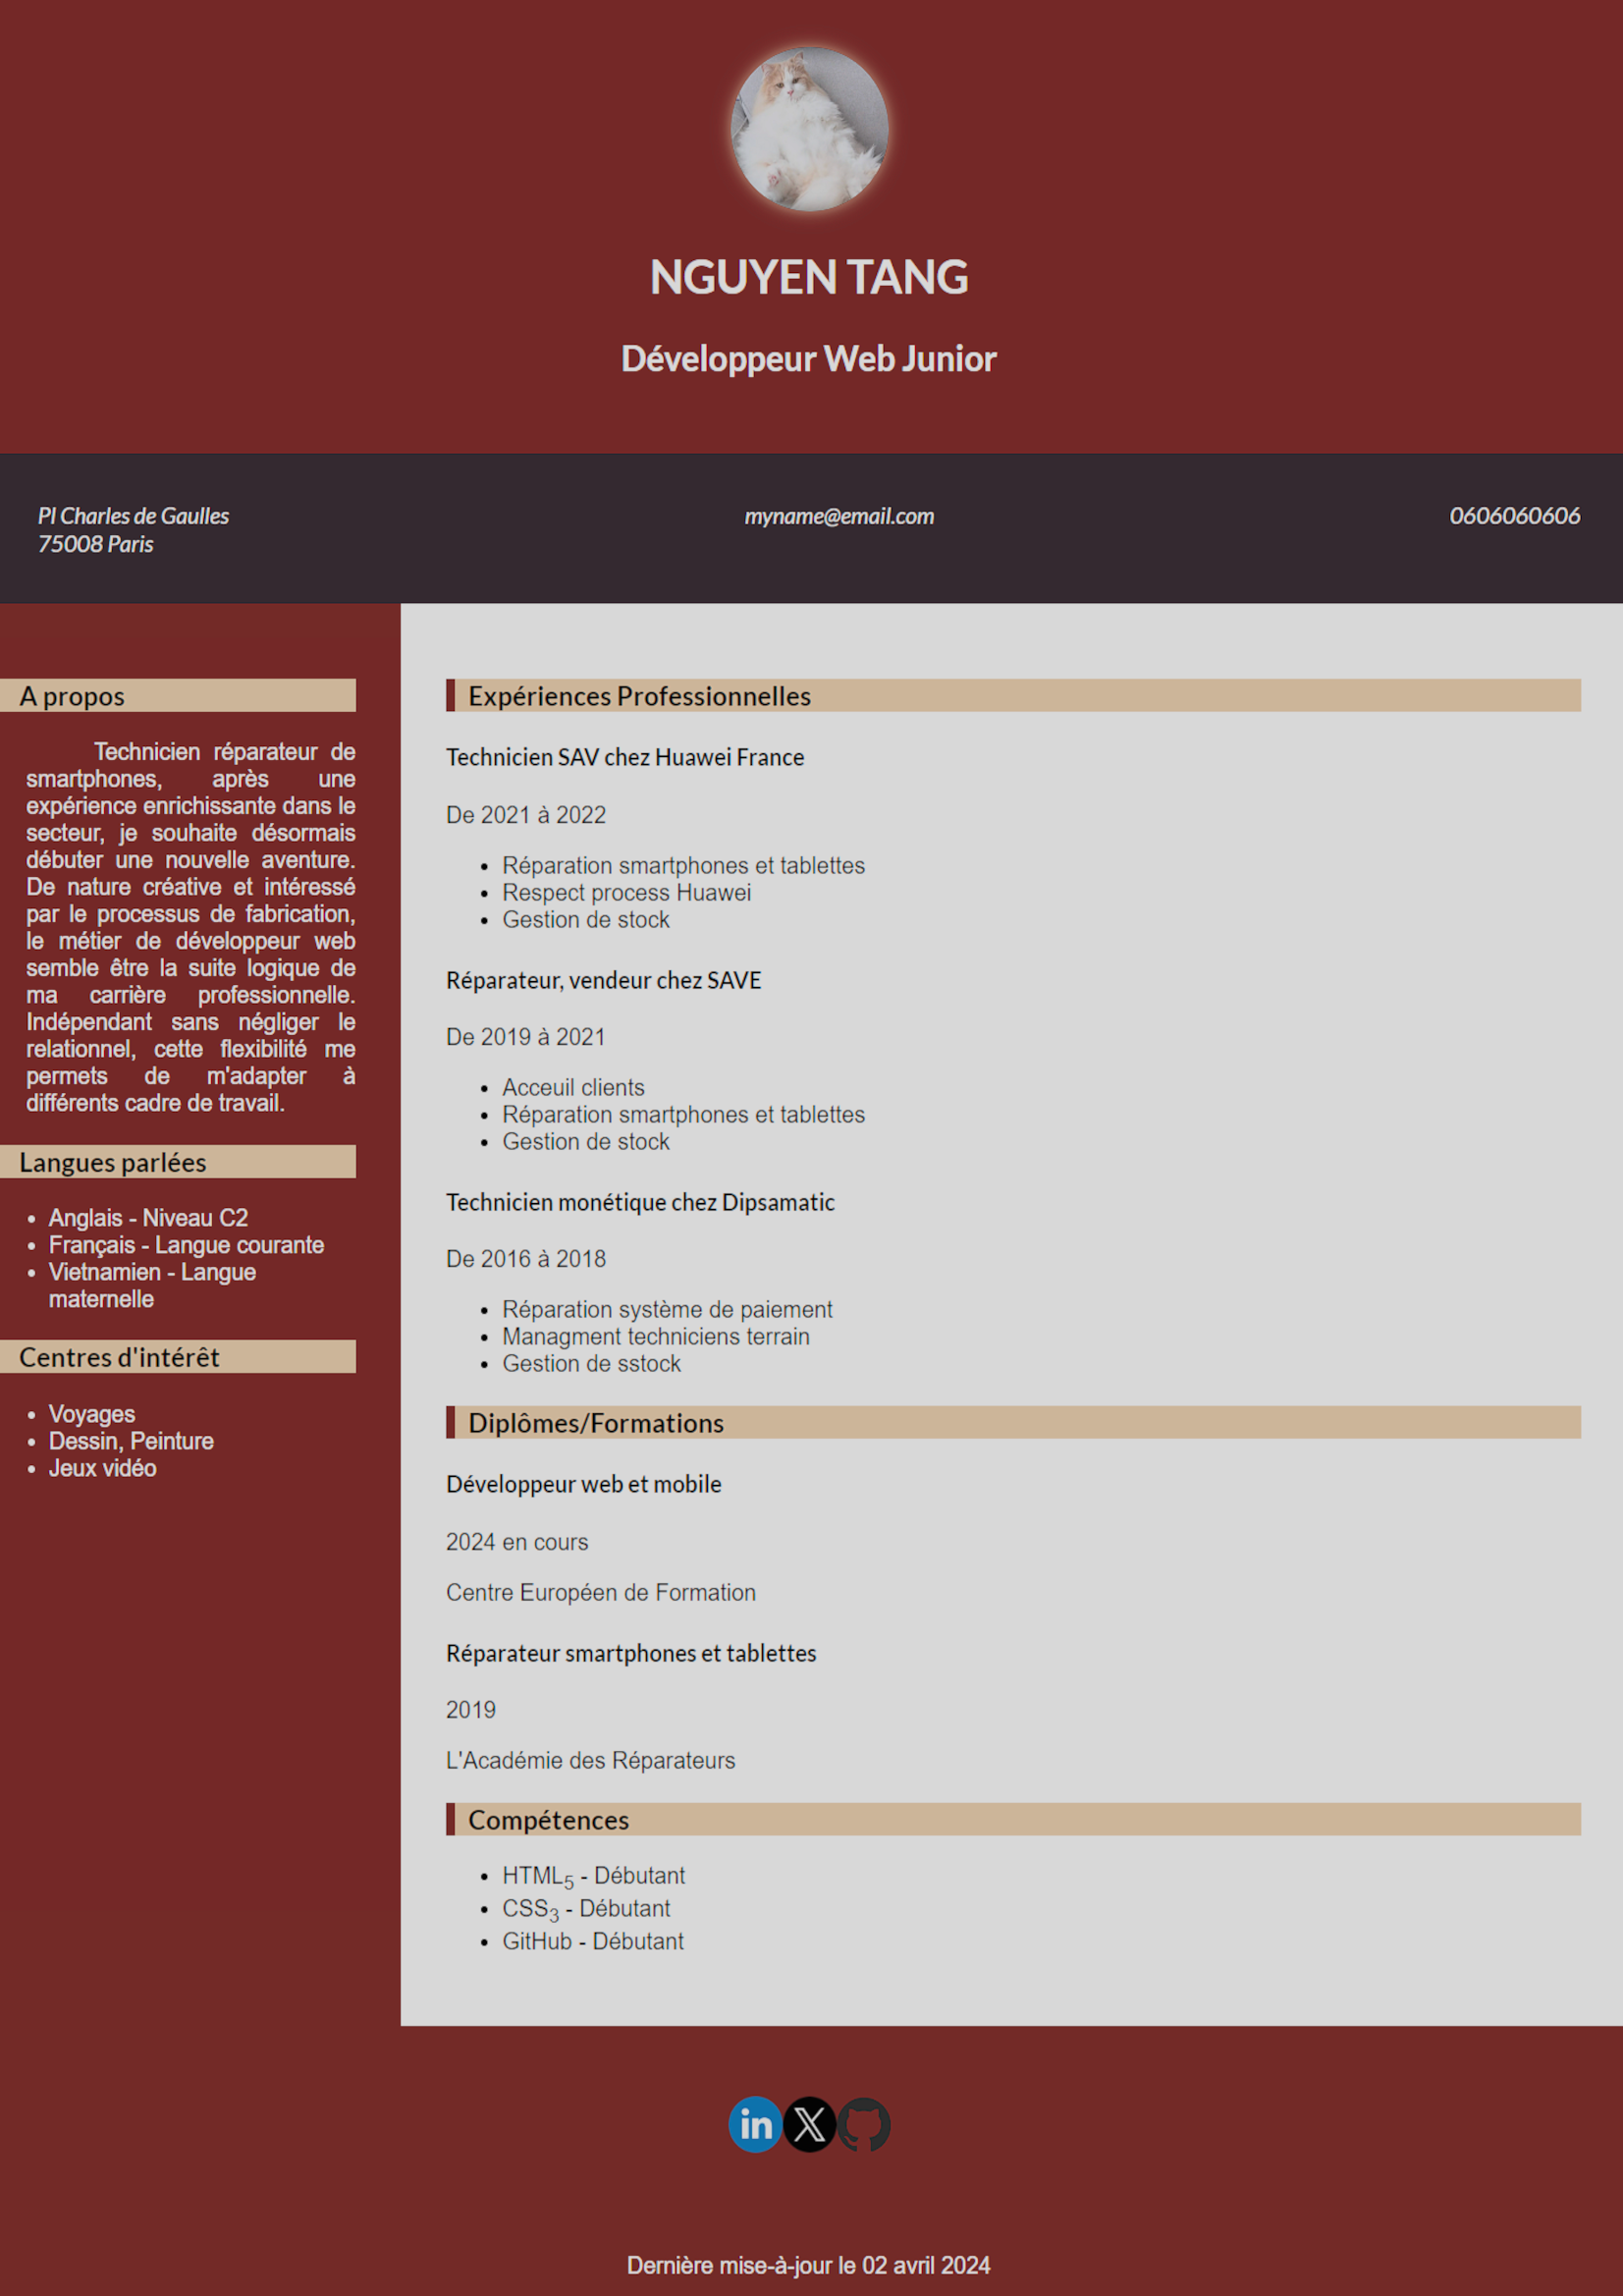 NGUYEN TANG
Développeur Web Junior
Pl Charles de Gaulles
75008 Paris
myname@email.com
0606060606
A propos
Technicien réparateur de
smartphones, après une
expérience enrichissante dans le
secteur, je souhaite désormais
débuter une nouvelle aventure.
De nature créative et intéressé
par le processus de fabrication,
le métier de développeur web
semble être la suite logique de
ma carrière professionnelle.
Indépendant sans négliger le
relationnel, cette flexibilité me
permets de m'adapter à
différents cadre de travail.
Langues parlées
• Anglais - Niveau C2
• Français - Langue courante
• Vietnamien - Langue
maternelle
Centres d'intérêt
• Voyages
• Dessin, Peinture
• Jeux vidéo
Expériences Professionnelles
Technicien SAV chez Huawei France
De 2021 à 2022
• Réparation smartphones et tablettes
• Respect process Huawei
• Gestion de stock
Réparateur, vendeur chez SAVE
De 2019 à 2021
• Acceuil clients
• Réparation smartphones et tablettes
• Gestion de stock
Technicien monétique chez Dipsamatic
De 2016 à 2018
• Réparation système de paiement
• Managment techniciens terrain
• Gestion de sstock
Diplômes/Formations
Développeur web et mobile
2024 en cours
Centre Européen de Formation
Réparateur smartphones et tablettes
2019
L'Académie des Réparateurs
Compétences
• HTML5 - Débutant
• CSS3 - Débutant
• GitHub - Débutant
in X
Dernière mise-à-jour le 02 avril 2024